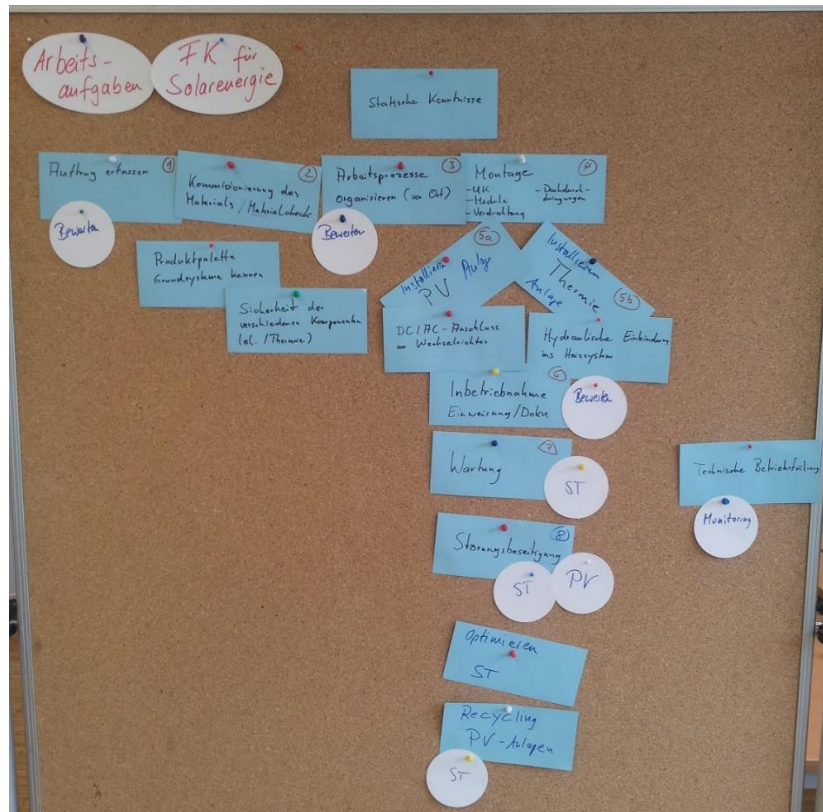 Arbeits-
aufgaben
FK für
Solarenergie
Statische Kenntnisse
Auftrag erfassen ①
Bewerten
Kommisionierung des ②
Materials / Materialcheck
Arbeitsprozesse ③
organisieren (vor Ort)
Bewerten
Montage ④
- UK
- Module
- Verdrahtung
- Dachdurch-
dringungen
Produktpalette
Grundsysteme kennen
Sicherheit der
verschiedenen Komponenten
(el. / Thermie)
5a
Installieren
PV Anlage
Installieren
Thermie
Anlage
5b
DC/AC-Anschluss
an Wechselrichter
Hydraulische Einbindung
ins Heizsystem
Inbetriebnahme ⑥
Einweisung/Doku
Bewerten
Wartung ⑦
ST
Technische Betriebsführung
Munitoring
Störungsbeseitigung ⑧
ST
PV
Optimieren
ST
Recycling
PV-Anlagen
ST